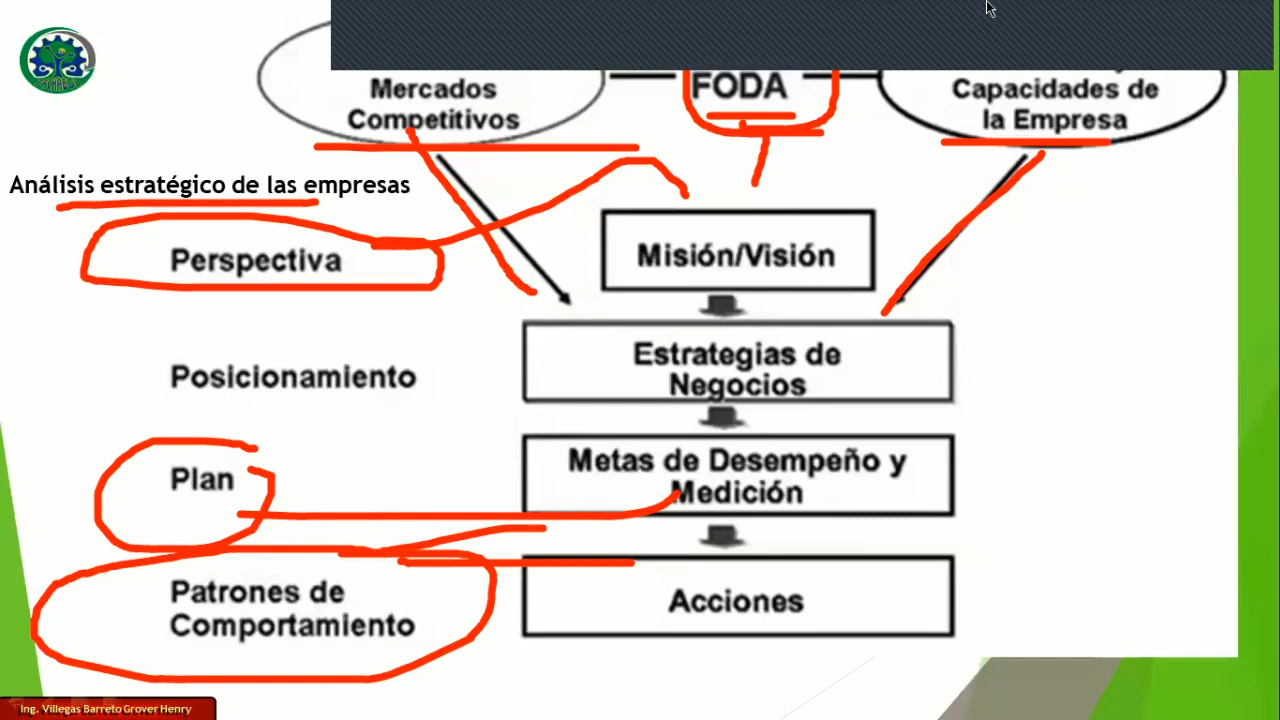 Mercados
Competitivos
FODA
Capacidades de
la Empresa
Análisis estratégico de las empresas
Perspectiva
Misión/Visión
Posicionamiento
Estrategias de
Negocios
Plan
Metas de Desempeño y
Medición
Patrones de
Comportamiento
Acciones
Ing. Villegas Barreto Grover Henry